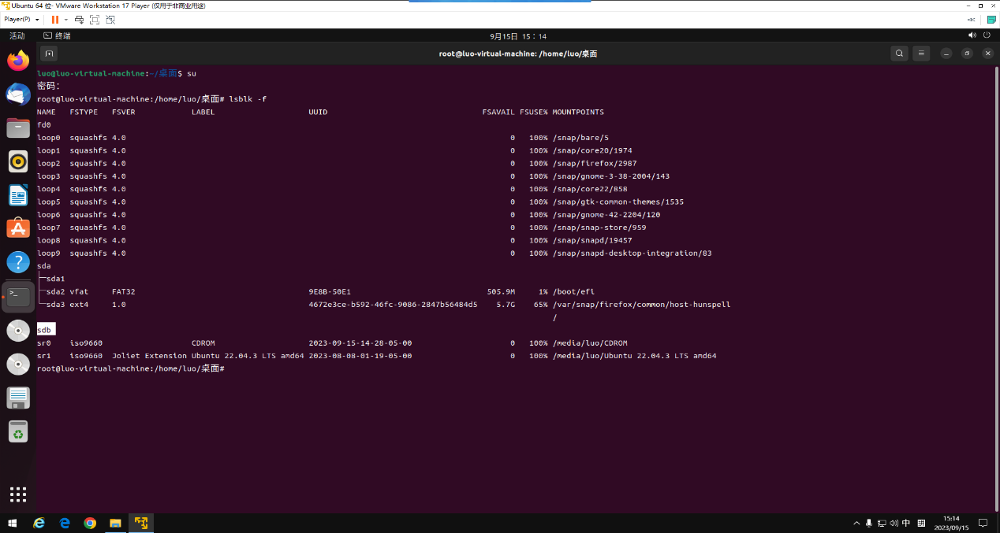 Ubuntu 64 位- VMware Workstation 17 Player (仅用于非商业用途)
Player(P)
活动 终端 9月15日 15:14
root@luo-virtual-machine: /home/luo/桌面
luo@luo-virtual-machine:~/桌面$ su
密码:
root@luo-virtual-machine:/home/luo/桌面# lsblk -f
NAME FSTYPE FSVER LABEL UUID FSAVAIL FSUSE% MOUNTPOINTS
fd0
loop0 squashfs 4.0 0 100% /snap/bare/5
loop1 squashfs 4.0 0 100% /snap/core20/1974
loop2 squashfs 4.0 0 100% /snap/firefox/2987
loop3 squashfs 4.0 0 100% /snap/gnome-3-38-2004/143
loop4 squashfs 4.0 0 100% /snap/core22/858
loop5 squashfs 4.0 0 100% /snap/gtk-common-themes/1535
loop6 squashfs 4.0 0 100% /snap/gnome-42-2204/120
loop7 squashfs 4.0 0 100% /snap/snap-store/959
loop8 squashfs 4.0 0 100% /snap/snapd/19457
loop9 squashfs 4.0 0 100% /snap/snapd-desktop-integration/83
sda
├─sda1
├─sda2 vfat FAT32 9E8B-50E1 505.9M 1% /boot/efi
└─sda3 ext4 1.0 4672e3ce-b592-46fc-9086-2847b56484d5 5.7G 65% /var/snap/firefox/common/host-hunspell
/
sdb
sr0 iso9660 CDROM 2023-09-15-14-28-05-00 0 100% /media/luo/CDROM
sr1 iso9660 Joliet Extension Ubuntu 22.04.3 LTS amd64 2023-08-08-01-19-05-00 0 100% /media/luo/Ubuntu 22.04.3 LTS amd64
root@luo-virtual-machine:/home/luo/桌面#
中
15:14
2023/09/15